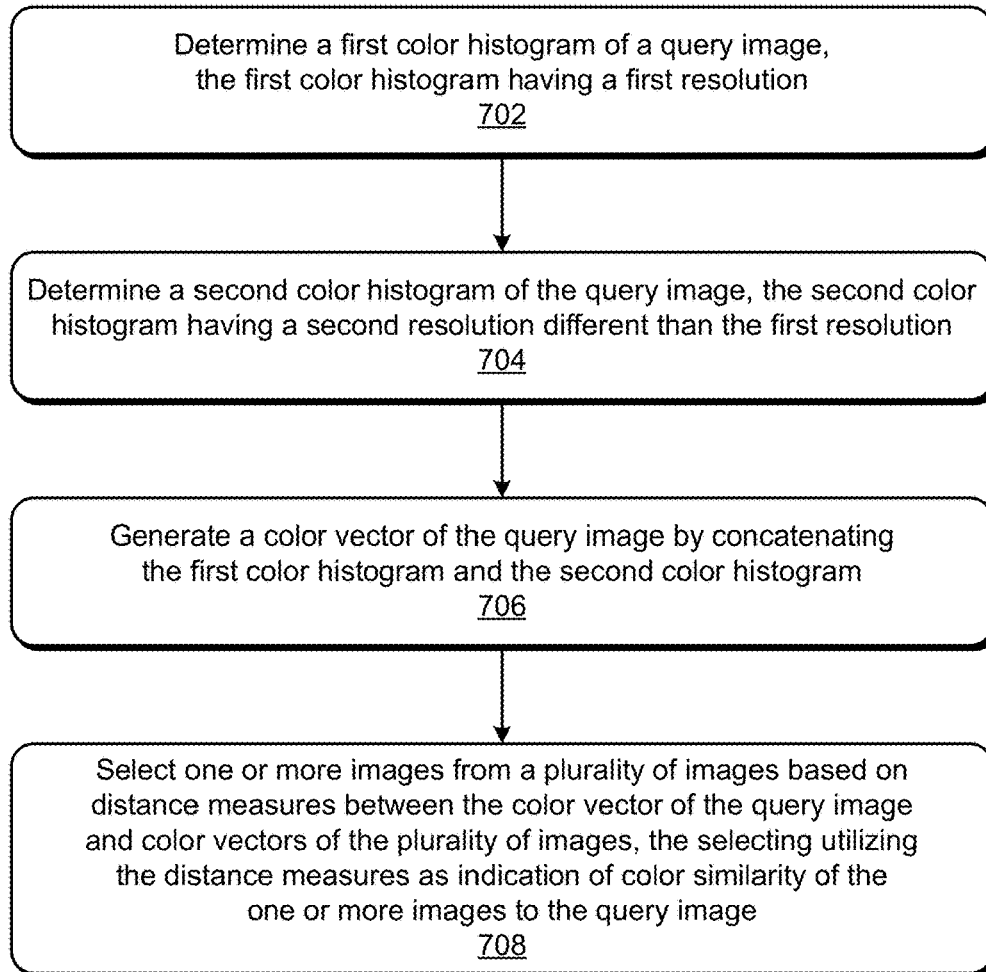 Determine a first color histogram of a query image,
the first color histogram having a first resolution
702
Determine a second color histogram of the query image, the second color
histogram having a second resolution different than the first resolution
704
Generate a color vector of the query image by concatenating
the first color histogram and the second color histogram
706
Select one or more images from a plurality of images based on
distance measures between the color vector of the query image
and color vectors of the plurality of images, the selecting utilizing
the distance measures as indication of color similarity of the
one or more images to the query image
708